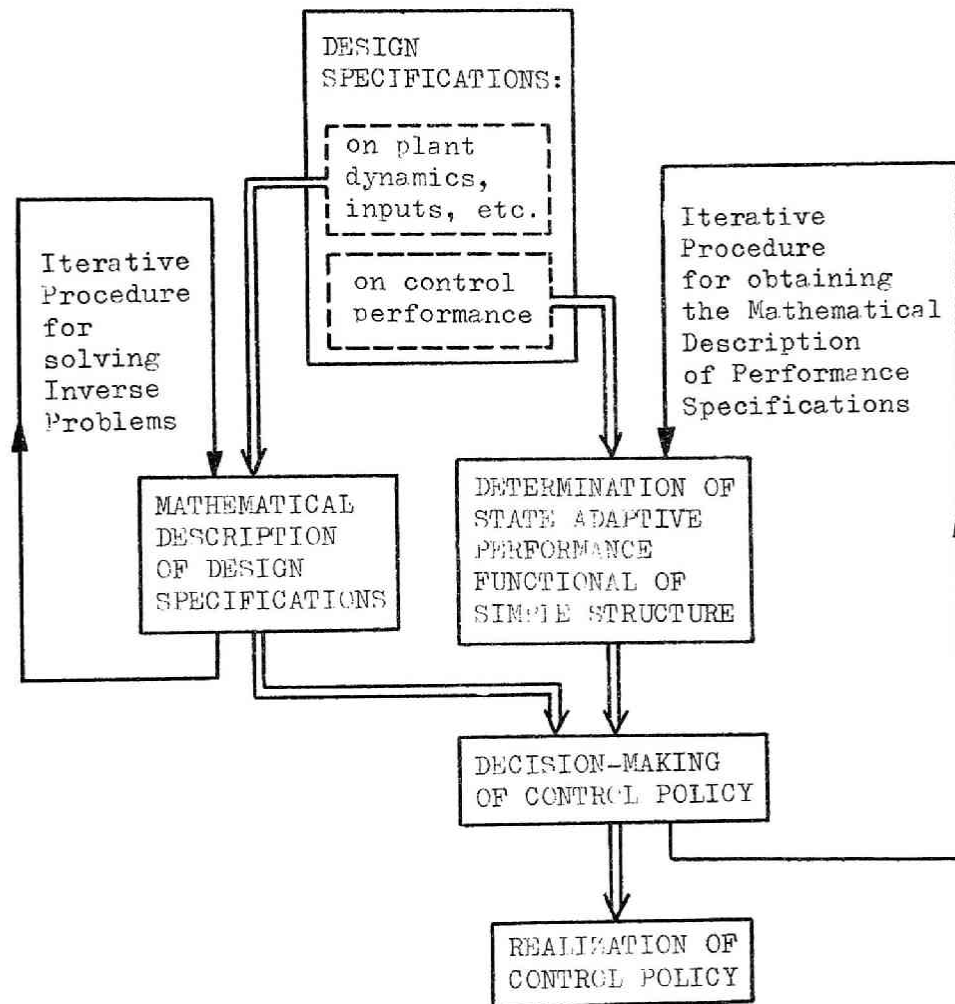 DESIGN
SPECIFICATIONS:
on plant
dynamics,
inputs, etc.
on control
performance
Iterative
Procedure
for
solving
Inverse
Problems
Iterative
Procedure
for obtaining
the Mathematical
Description
of Performance
Specifications
MATHEMATICAL
DESCRIPTION
OF DESIGN
SPECIFICATIONS
DETERMINATION OF
STATE ADAPTIVE
PERFORMANCE
FUNCTIONAL OF
SIMPLE STRUCTURE
DECISION-MAKING
OF CONTROL POLICY
REALIZATION OF
CONTROL POLICY